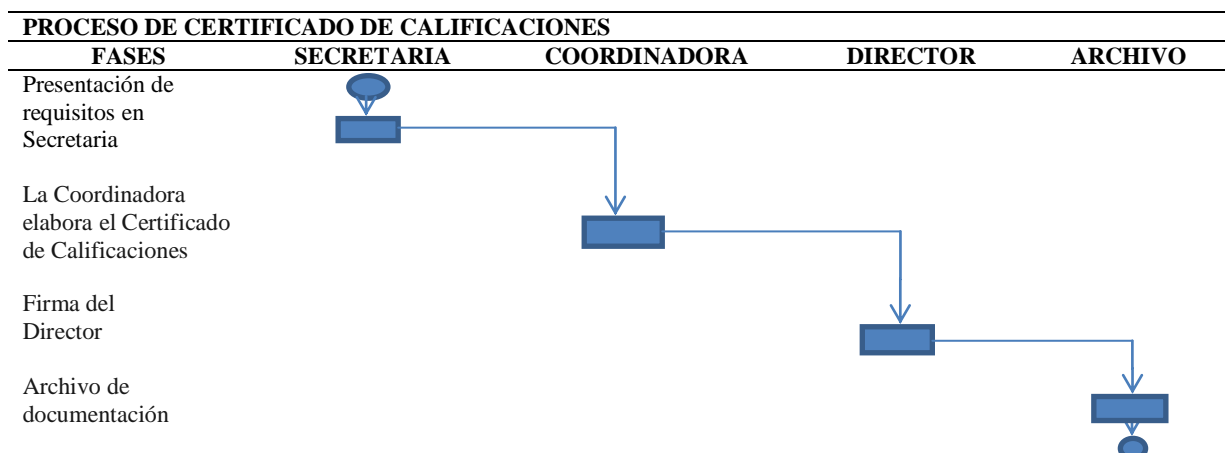 PROCESO DE CERTIFICADO DE CALIFICACIONES
FASES SECRETARIA COORDINADORA DIRECTOR ARCHIVO
Presentación de
requisitos en
Secretaria
La Coordinadora
elabora el Certificado
de Calificaciones
Firma del
Director
Archivo de
documentación